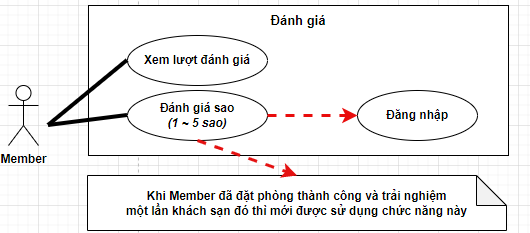 Đánh giá
Xem lượt đánh giá
Đánh giá sao
(1 ~ 5 sao)
Đăng nhập
Member
Khi Member đã đặt phòng thành công và trải nghiệm
một lần khách sạn đó thì mới được sử dụng chức năng này